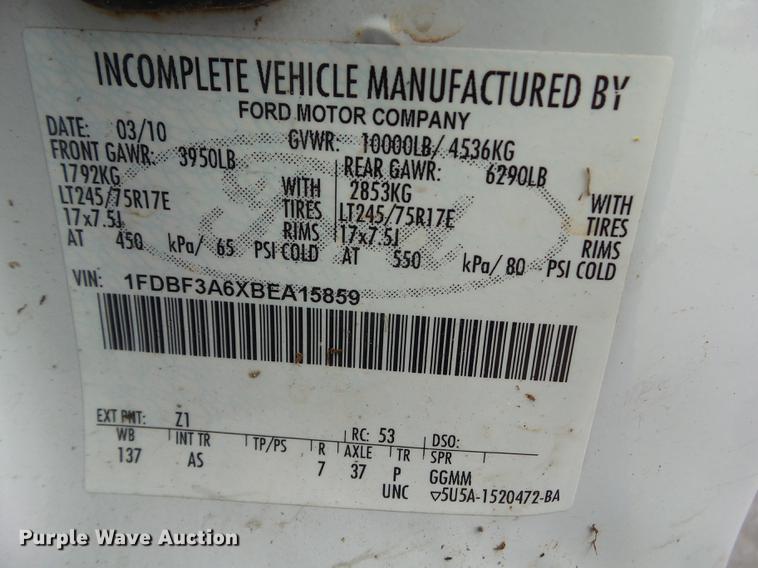 INCOMPLETE VEHICLE MANUFACTURED BY
FORD MOTOR COMPANY
DATE: 03/10 GVWR: 10000LB/ 4536KG
FRONT GAWR: 3950LB REAR GAWR: 6290LB
1792KG WITH 2853KG WITH
LT245/75R17E TIRES LT245/75R17E TIRES
17x7.5J RIMS 17x7.5J RIMS
AT 450 kPa/ 65 PSI COLD AT 550 kPa/ 80 PSI COLD
VIN: 1FDBF3A6XBEA15859
EXT PNT: Z1 RC: 53 DSO:
WB INT TR TP/PS R AXLE TR SPR
137 AS 7 37 P GGMM
UNC ▽5U5A-1520472-BA
Purple Wave Auction